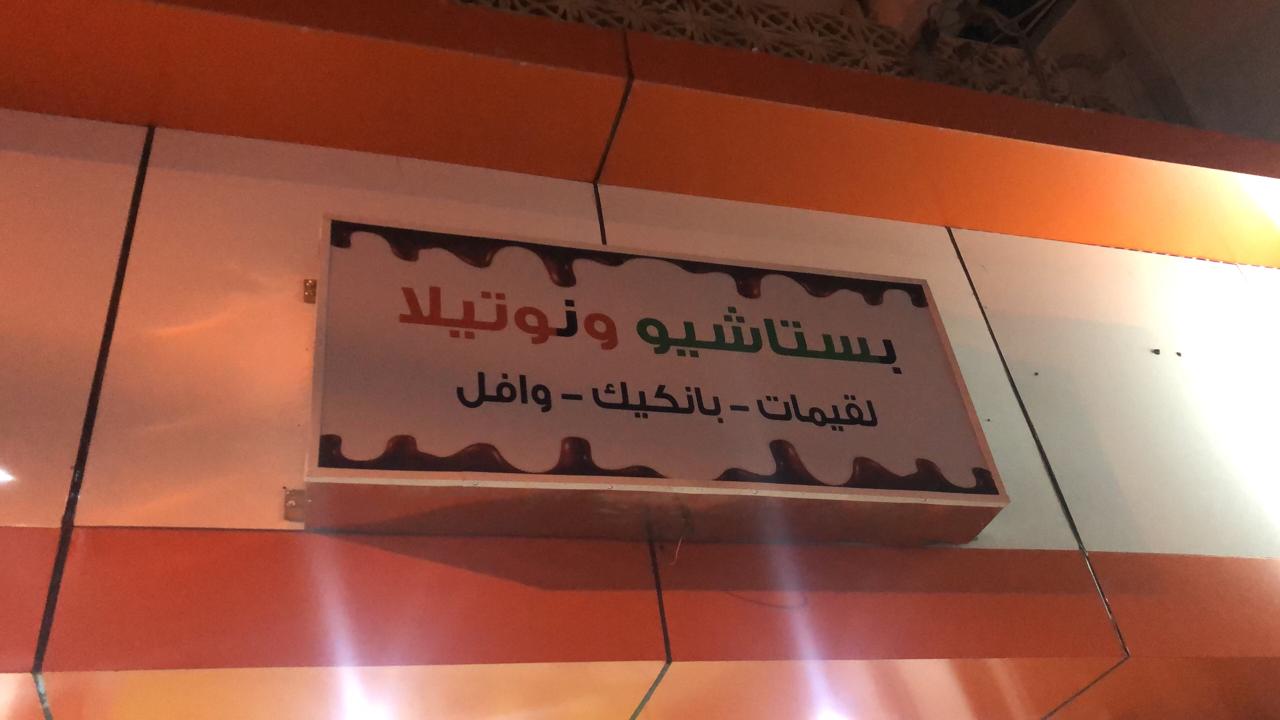 بستاشيو ونوتيلا
لقيمات - بانكيك - وافل